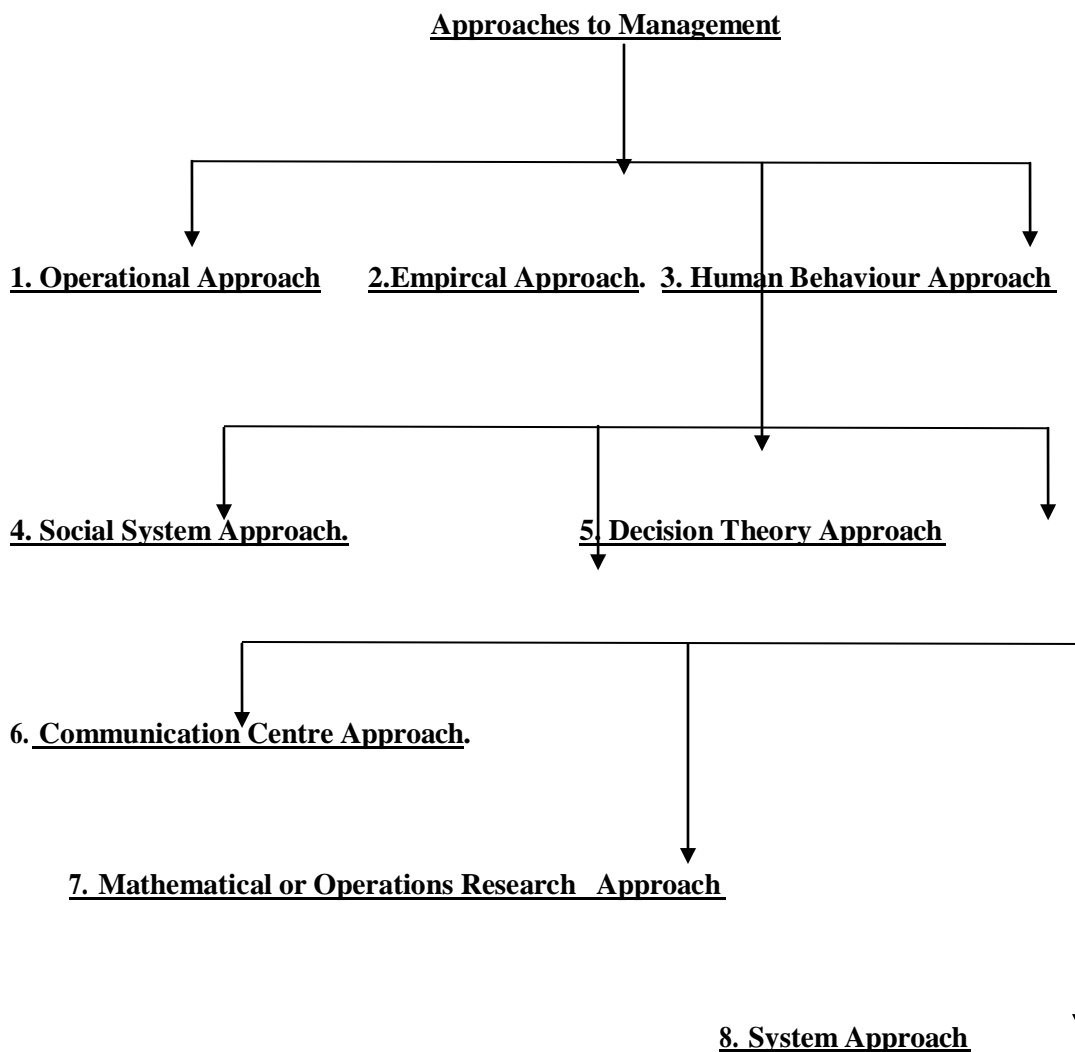 Approaches to Management
1. Operational Approach 2.Empircal Approach. 3. Human Behaviour Approach
4. Social System Approach. 5. Decision Theory Approach
6. Communication Centre Approach.
7. Mathematical or Operations Research Approach
8. System Approach